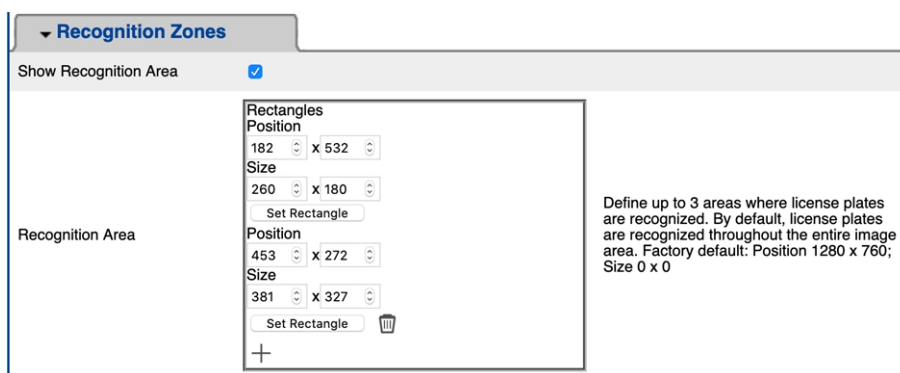 Recognition Zones
Show Recognition Area
Recognition Area
Rectangles
Position
182 x 532
Size
260 x 180
Set Rectangle
Position
453 x 272
Size
381 x 327
Set Rectangle
Define up to 3 areas where license plates
are recognized. By default, license plates
are recognized throughout the entire image
area. Factory default: Position 1280 x 760;
Size 0 x 0